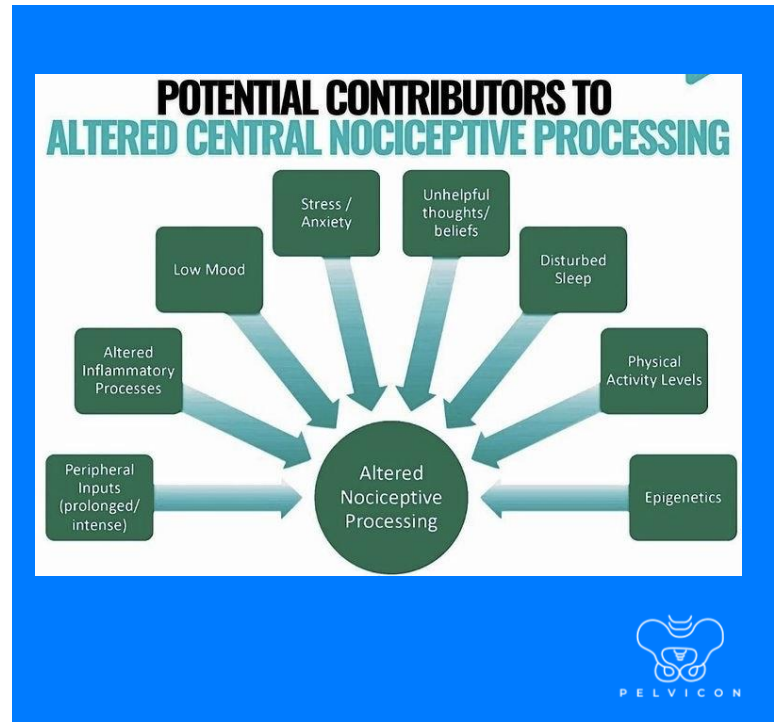 POTENTIAL CONTRIBUTORS TO
ALTERED CENTRAL NOCICEPTIVE PROCESSING
Stress /
Anxiety
Unhelpful
thoughts/
beliefs
Low Mood
Disturbed
Sleep
Altered
Inflammatory
Processes
Physical
Activity Levels
Peripheral
Inputs
(prolonged/
intense)
Altered
Nociceptive
Processing
Epigenetics
PELVICON